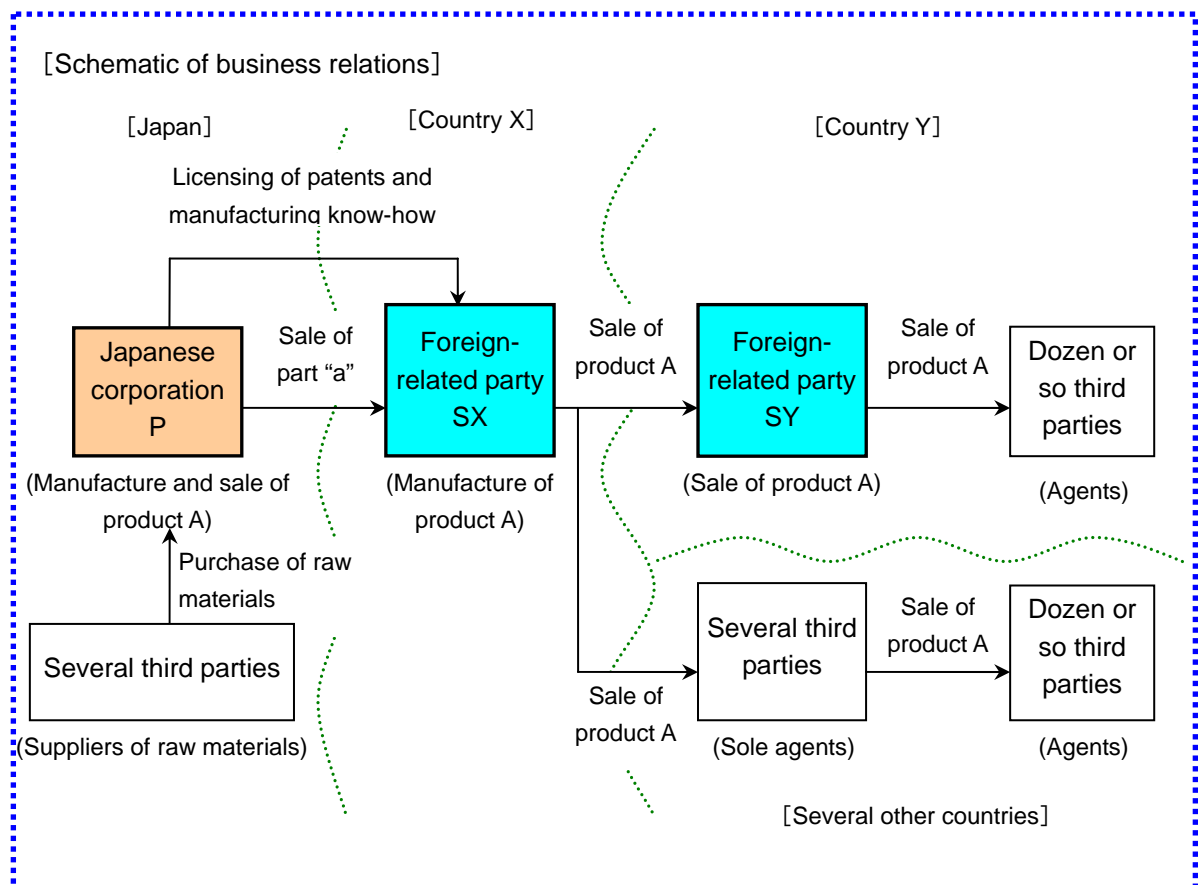 ［Schematic of business relations］
［Japan］
［Country X］
［Country Y］
Licensing of patents and
manufacturing know-how
Japanese
corporation
P
(Manufacture and sale of
product A)
Sale of
part “a”
Foreign-
related party
SX
(Manufacture of
product A)
Sale of
product A
Foreign-
related party
SY
(Sale of product A)
Sale of
product A
Dozen or
so third
parties
(Agents)
Purchase of raw
materials
Several third parties
(Suppliers of raw materials)
Sale of
product A
Several third
parties
(Sole agents)
Sale of
product A
Dozen or
so third
parties
(Agents)
［Several other countries］